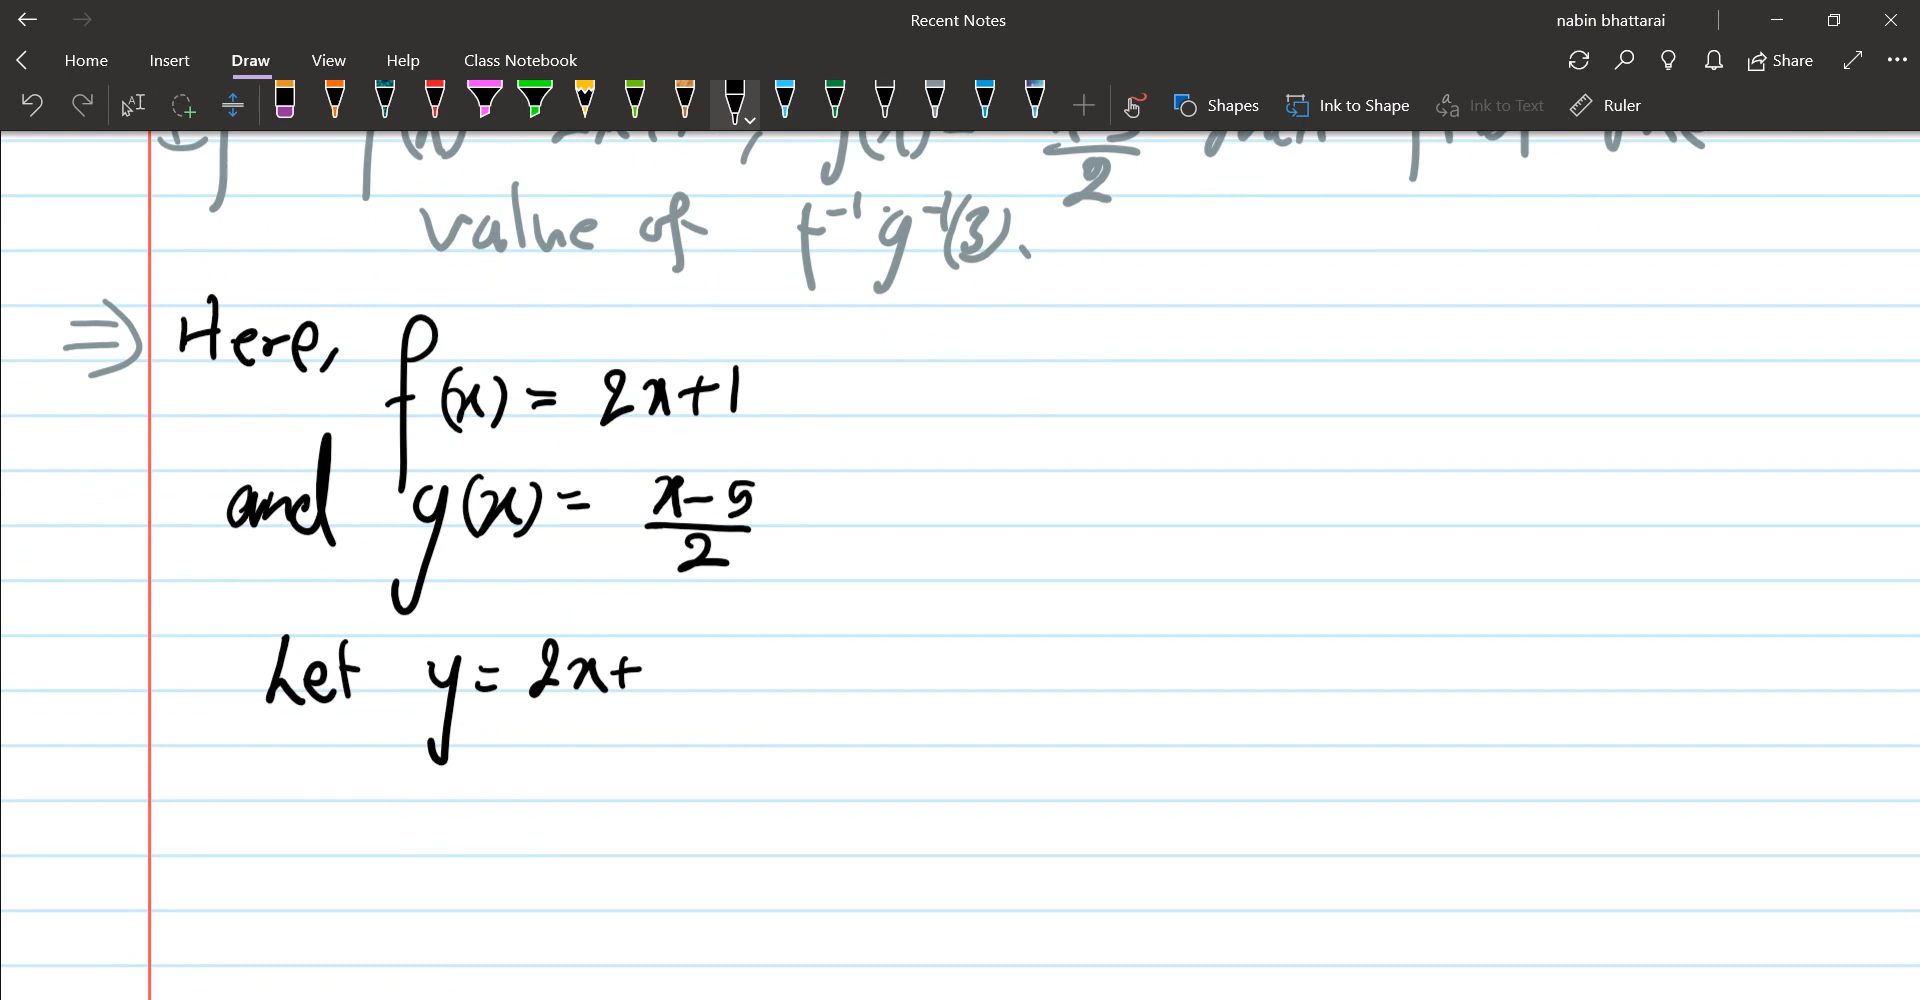 Recent Notes
nabin bhattarai
Home Insert Draw View Help Class Notebook Share
Shapes Ink to Shape Ink to Text Ruler
2
value of f⁻¹g⁻¹(3).
⇒ Here, f(x) = 2x+1
and g(x) = x-5
2
Let y = 2x+